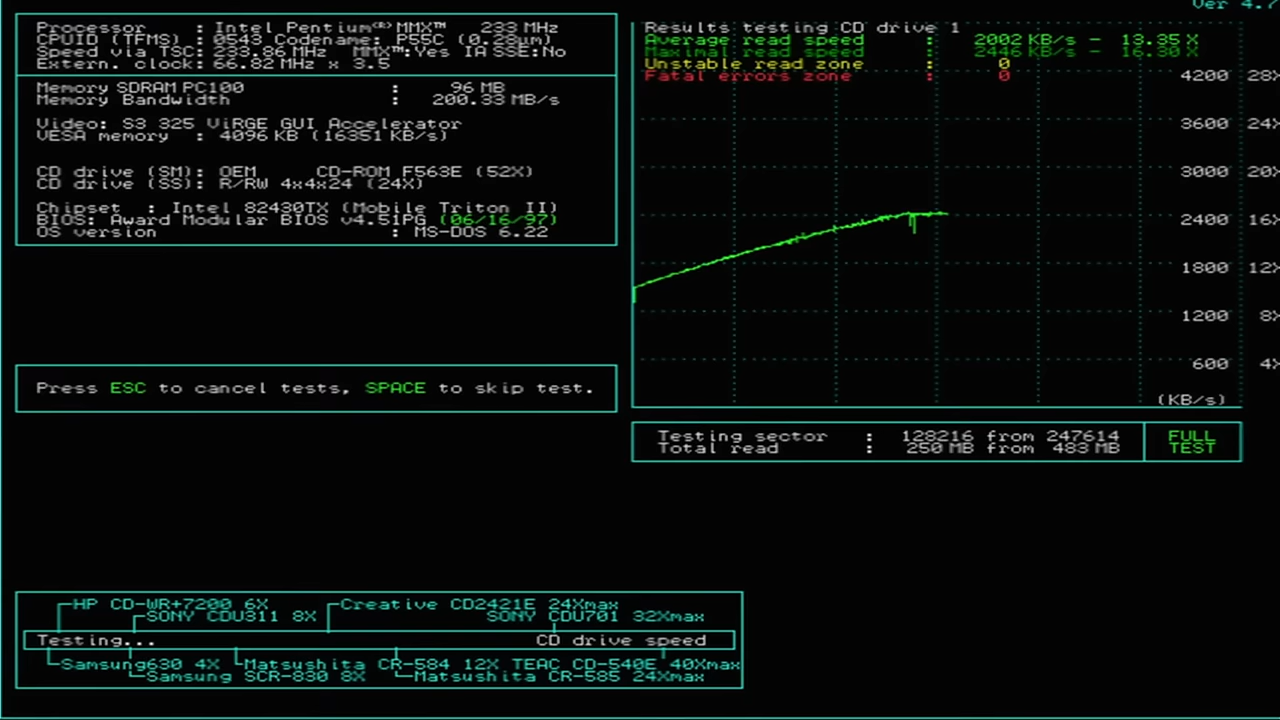 Ver 4.7
Processor : Intel Pentium(R) MMX™ 233 MHz
CPUID (TFMS) : 0543 Codename: P55C (0.28µm)
Speed via TSC: 233.86 MHz MMX™:Yes IA SSE:No
Extern. clock: 66.82 MHz x 3.5
Memory SDRAM PC100 : 96 MB
Memory Bandwidth : 200.33 MB/s
Video: S3 325 ViRGE GUI Accelerator
VESA memory : 4096 KB (16351 KB/s)
CD drive (SM): OEM CD-ROM F563E (52X)
CD drive (SS): R/RW 4x4x24 (24X)
Chipset : Intel 82430TX (Mobile Triton II)
BIOS: Award Modular BIOS v4.51PG (06/16/97)
OS version : MS-DOS 6.22
Results testing CD drive 1
Average read speed : 2002 KB/s - 13.35 X
Maximal read speed : 2446 KB/s - 16.30 X
Unstable read zone : 0
Fatal errors zone : 0
4200 28X
3600 24X
3000 20X
2400 16X
1800 12X
1200 8X
600 4X
(KB/s)
Press ESC to cancel tests, SPACE to skip test.
Testing sector : 128216 from 247614
Total read : 250 MB from 483 MB
FULL
TEST
HP CD-WR+7200 6X Creative CD2421E 24Xmax
SONY CDU311 8X SONY CDU701 32Xmax
Testing... CD drive speed
Samsung630 4X Matsushita CR-584 12X TEAC CD-540E 40Xmax
Samsung SCR-830 8X Matsushita CR-585 24Xmax